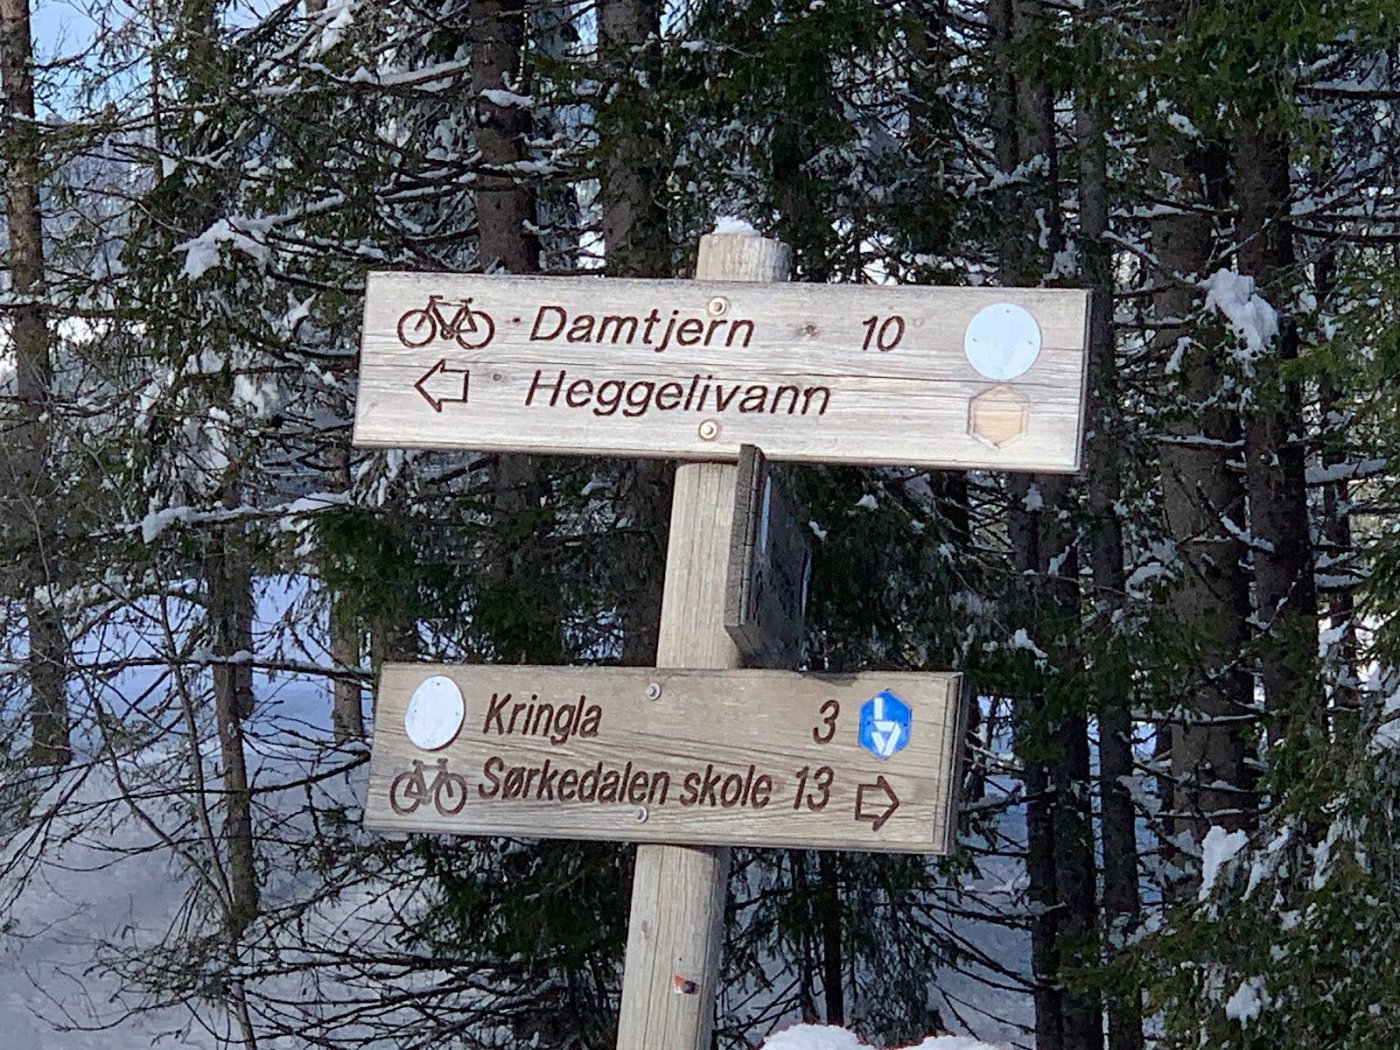 Damtjern 10
Heggelivann
Kringla 3
Sørkedalen skole 13